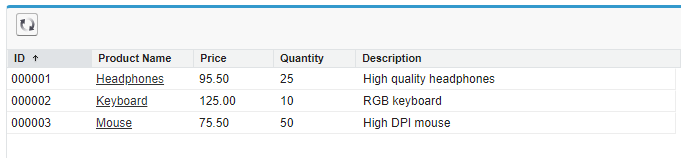 ID ↑ Product Name Price Quantity Description
000001 Headphones 95.50 25 High quality headphones
000002 Keyboard 125.00 10 RGB keyboard
000003 Mouse 75.50 50 High DPI mouse